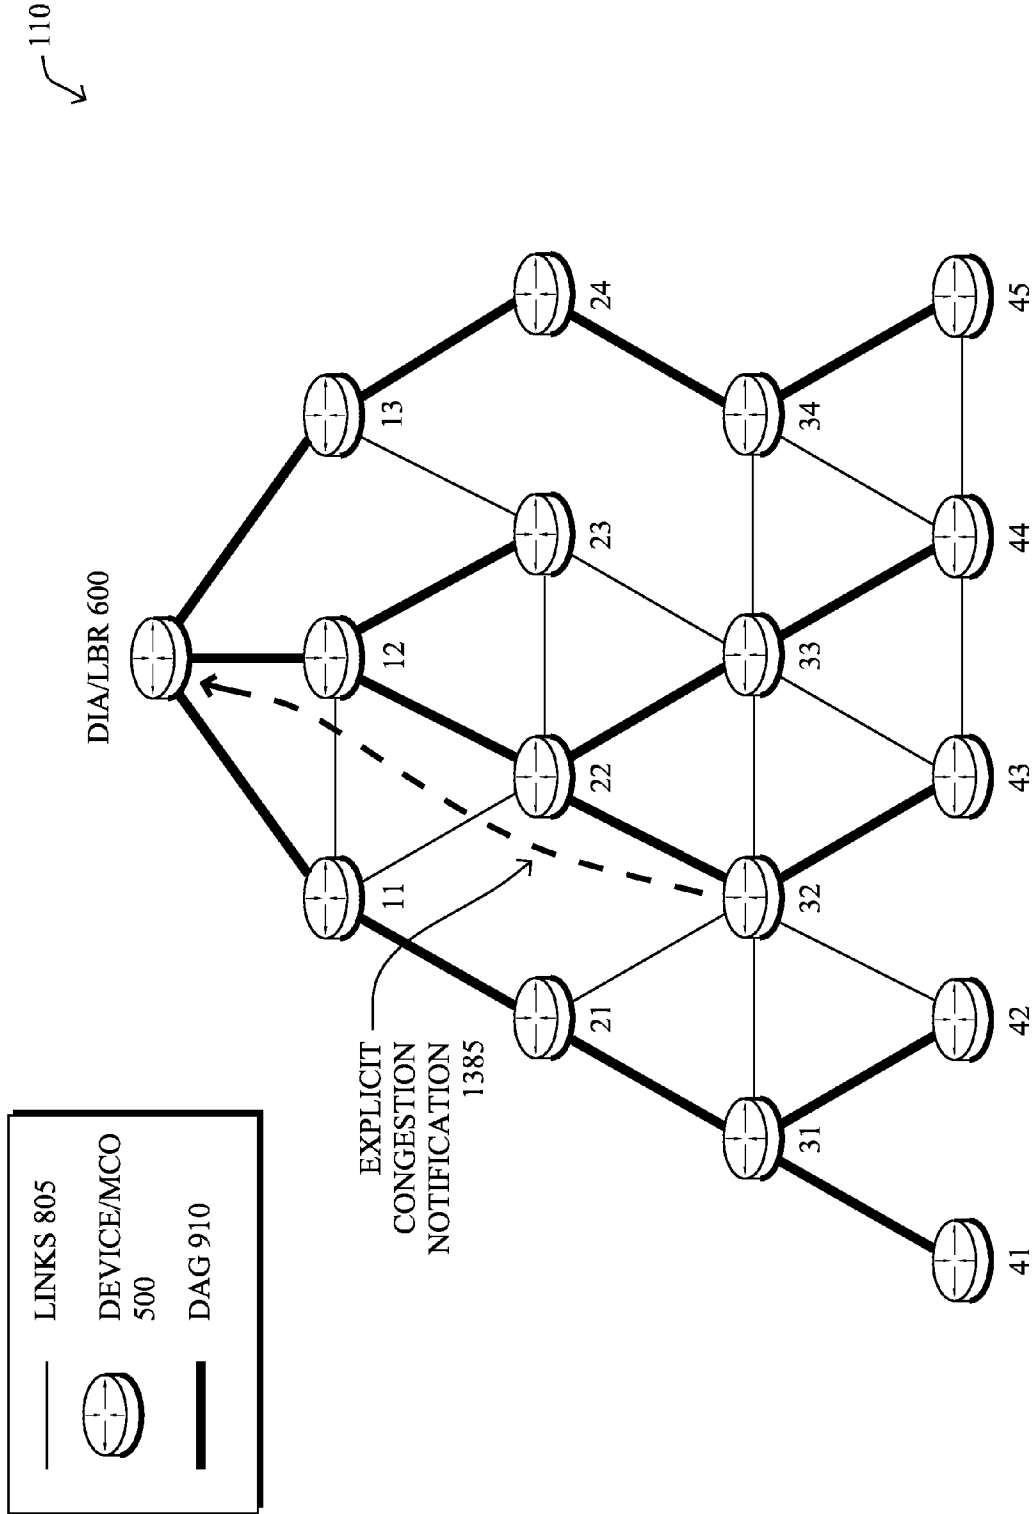 110
LINKS 805
DEVICE/MCO
500
DAG 910
DIA/LBR 600
EXPLICIT
CONGESTION
NOTIFICATION
1385
11
12
13
21
22
23
24
31
32
33
34
41
42
43
44
45